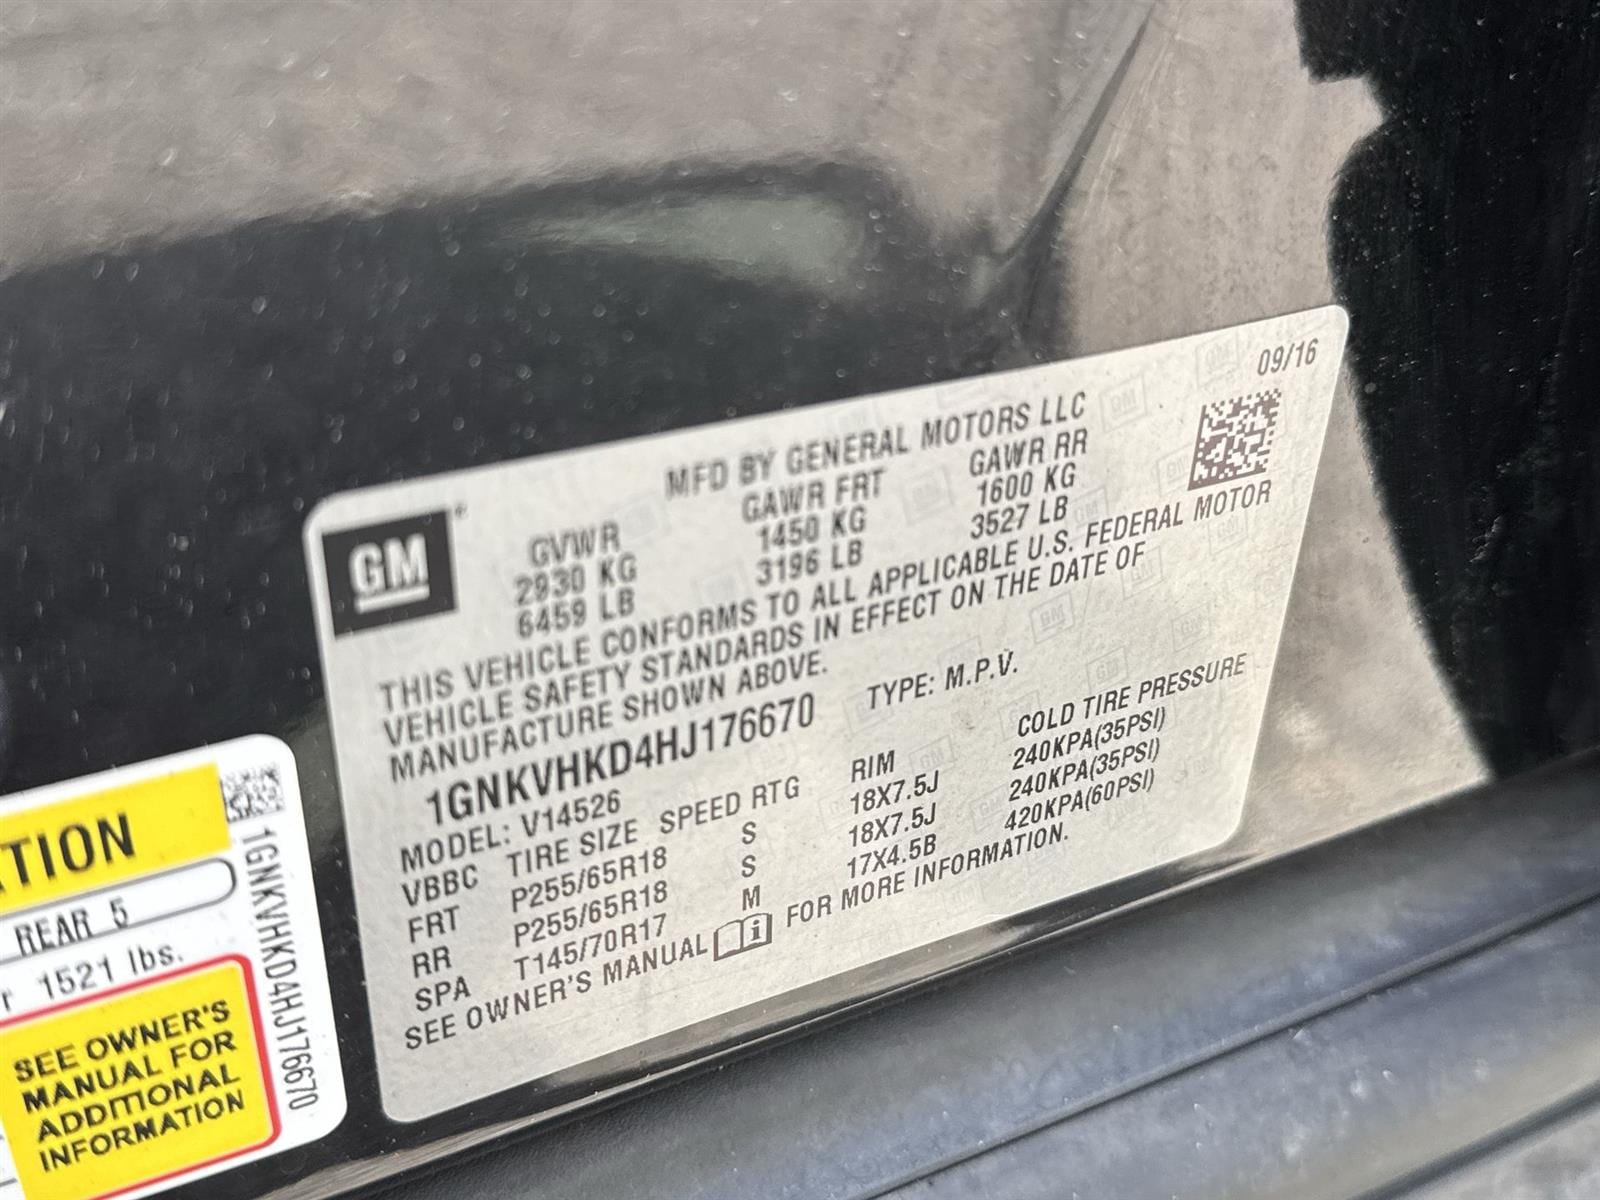 09/16
MFD BY GENERAL MOTORS LLC
GM
GVWR GAWR FRT GAWR RR
2930 KG 1450 KG 1600 KG
6459 LB 3196 LB 3527 LB
THIS VEHICLE CONFORMS TO ALL APPLICABLE U.S. FEDERAL MOTOR
VEHICLE SAFETY STANDARDS IN EFFECT ON THE DATE OF
MANUFACTURE SHOWN ABOVE.
1GNKVHKD4HJ176670 TYPE: M.P.V.
MODEL: V14526
VBBC TIRE SIZE SPEED RTG RIM COLD TIRE PRESSURE
FRT P255/65R18 S 18X7.5J 240KPA(35PSI)
RR P255/65R18 S 18X7.5J 240KPA(35PSI)
SPA T145/70R17 M 17X4.5B 420KPA(60PSI)
SEE OWNER'S MANUAL FOR MORE INFORMATION.
TION
REAR 5
r 1521 lbs.
SEE OWNER'S
MANUAL FOR
ADDITIONAL
INFORMATION
1GNKVHKD4HJ176670